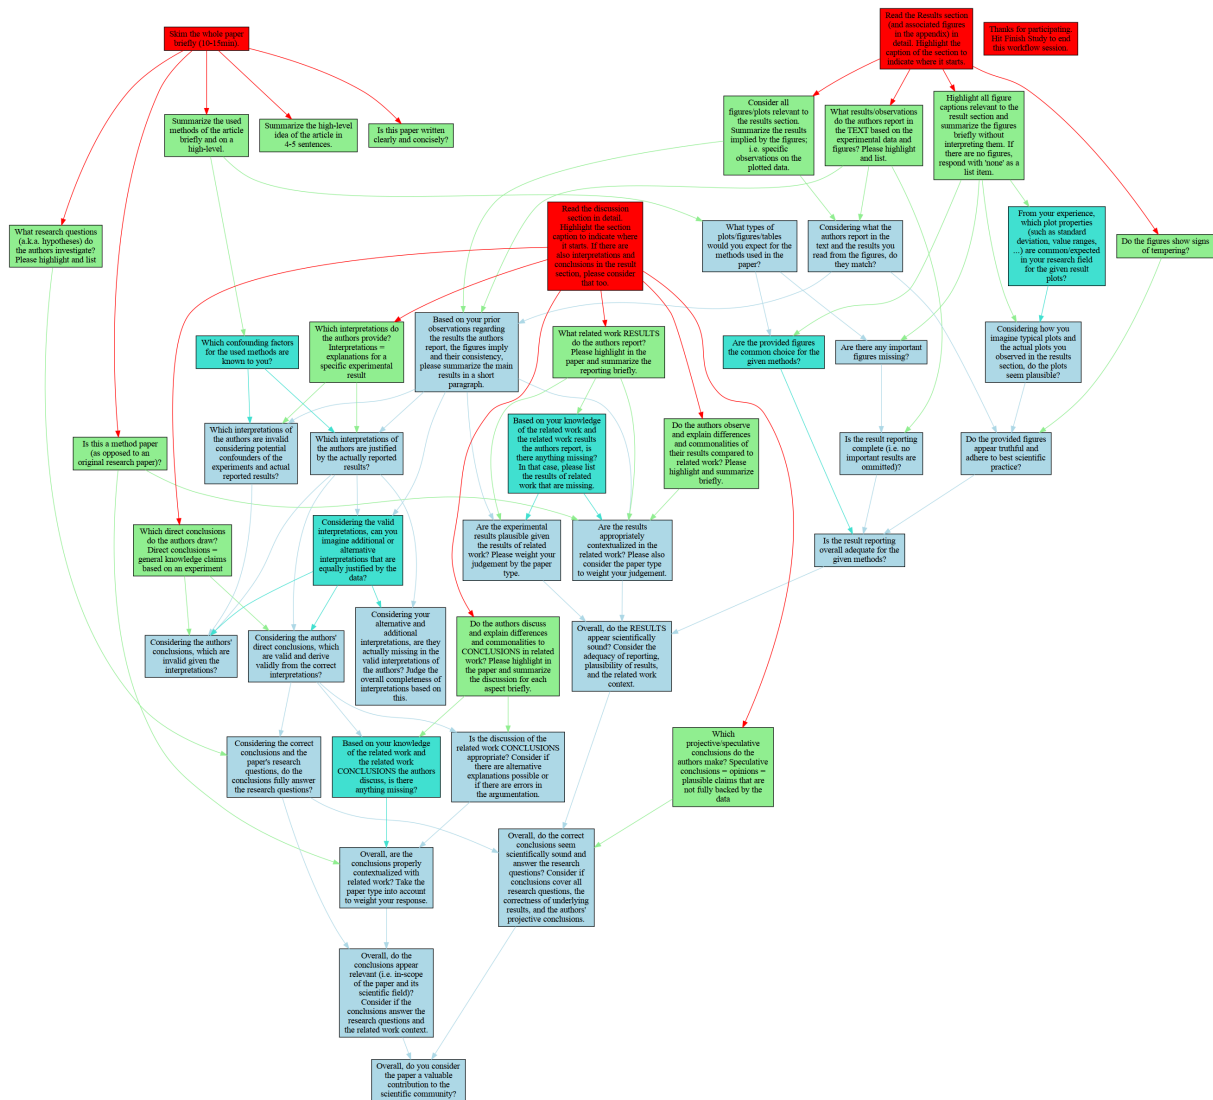 Skim the whole paper
briefly (10-15min).
Read the Results section
(and associated figures
in the appendix) in
detail. Highlight the
caption of the section to
indicate where it starts.
Thanks for participating.
Hit Finish Study to end
this workflow session.
Summarize the used
methods of the article
briefly and on a
high-level.
Summarize the high-level
idea of the article in
4-5 sentences.
Is this paper written
clearly and concisely?
Consider all
figures/plots relevant to
the results section.
Summarize the results
implied by the figures;
i.e. specific
observations on the
plotted data.
What results/observations
do the authors report in
the TEXT based on the
experimental data and
figures? Please highlight
and list.
Highlight all figure
captions relevant to the
result section and
summarize the figures
briefly without
interpreting them. If
there are no figures,
respond with 'none' as a
list item.
What research questions
(a.k.a. hypotheses) do
the authors investigate?
Please highlight and list
Read the discussion
section in detail.
Highlight the section
caption to indicate where
it starts. If there are
also interpretations and
conclusions in the result
section, please consider
that too.
What types of
plots/figures/tables
would you expect for the
methods used in the
paper?
Considering what the
authors report in the
text and the results you
read from the figures, do
they match?
From your experience,
which plot properties
(such as standard
deviation, value ranges,
...) are common/expected
in your research field
for the given result
plots?
Do the figures show signs
of tempering?
Which confounding factors
for the used methods are
known to you?
Which interpretations do
the authors provide?
Interpretations =
explanations for a
specific experimental
result
Based on your prior
observations regarding
the results the authors
report, the figures imply
and their consistency,
please summarize the main
results in a short
paragraph.
What related work RESULTS
do the authors report?
Please highlight in the
paper and summarize the
reporting briefly.
Are the provided figures
the common choice for the
given methods?
Are there any important
figures missing?
Considering how you
imagine typical plots and
the actual plots you
observed in the results
section, do the plots
seem plausible?
Is this a method paper
(as opposed to an
original research paper)?
Which interpretations of
the authors are invalid
considering potential
confounders of the
experiments and actual
reported results?
Which interpretations of
the authors are justified
by the actually reported
results?
Based on your knowledge
of the related work and
the related work results
the authors report, is
there anything missing?
In that case, please list
the results of related
work that are missing.
Do the authors observe
and explain differences
and commonalities of
their results compared to
related work? Please
highlight and summarize
briefly.
Is the result reporting
complete (i.e. no
important results are
ommitted)?
Do the provided figures
appear truthful and
adhere to best scientific
practice?
Which direct conclusions
do the authors draw?
Direct conclusions =
general knowledge claims
based on an experiment
Considering the valid
interpretations, can you
imagine additional or
alternative
interpretations that are
equally justified by the
data?
Are the experimental
results plausible given
the results of related
work? Please weight your
judgement by the paper
type.
Are the results
appropriately
contextualized in the
related work? Please also
consider the paper type
to weight your judgement.
Is the result reporting
overall adequate for the
given methods?
Considering the authors'
conclusions, which are
invalid given the
interpretations?
Considering the authors'
direct conclusions, which
are valid and derive
validly from the correct
interpretations?
Considering your
alternative and
additional
interpretations, are they
actually missing in the
valid interpretations of
the authors? Judge the
overall completeness of
interpretations based on
this.
Do the authors discuss
and explain differences
and commonalities to
CONCLUSIONS in related
work? Please highlight in
the paper and summarize
the discussion for each
aspect briefly.
Overall, do the RESULTS
appear scientifically
sound? Consider the
adequacy of reporting,
plausibility of results,
and the related work
context.
Considering the correct
conclusions and the
paper's research
questions, do the
conclusions fully answer
the research questions?
Based on your knowledge
of the related work and
the related work
CONCLUSIONS the authors
discuss, is there
anything missing?
Is the discussion of the
related work CONCLUSIONS
appropriate? Consider if
there are alternative
explanations possible or
if there are errors in
the argumentation.
Which
projective/speculative
conclusions do the
authors make? Speculative
conclusions = opinions =
plausible claims that are
not fully backed by the
data
Overall, are the
conclusions properly
contextualized with
related work? Take the
paper type into account
to weight your response.
Overall, do the correct
conclusions seem
scientifically sound and
answer the research
questions? Consider if
conclusions cover all
research questions, the
correctness of underlying
results, and the authors'
projective conclusions.
Overall, do the
conclusions appear
relevant (i.e. in-scope
of the paper and its
scientific field)?
Consider if the
conclusions answer the
research questions and
the related work context.
Overall, do you consider
the paper a valuable
contribution to the
scientific community?